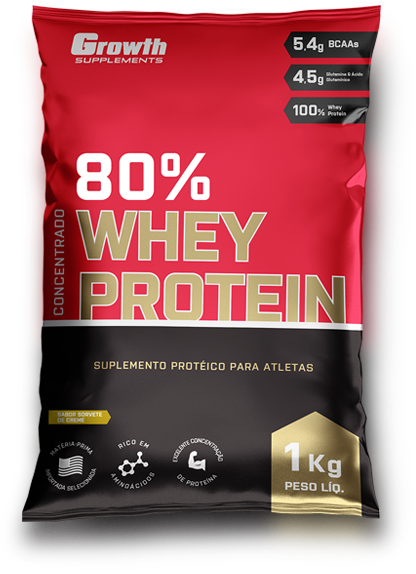 Growth
SUPPLEMENTS
5,4g BCAAs
4,5g Glutamina & Ácido
Glutamínico
100% Whey
Protein
80%
WHEY
PROTEIN
CONCENTRADO
SUPLEMENTO PROTÉICO PARA ATLETAS
SABOR SORVETE
DE CREME
MATÉRIA-PRIMA
IMPORTADA SELECIONADA
RICO EM
AMINOÁCIDOS
EXCELENTE CONCENTRAÇÃO
DE PROTEÍNA
1Kg
PESO LÍQ.